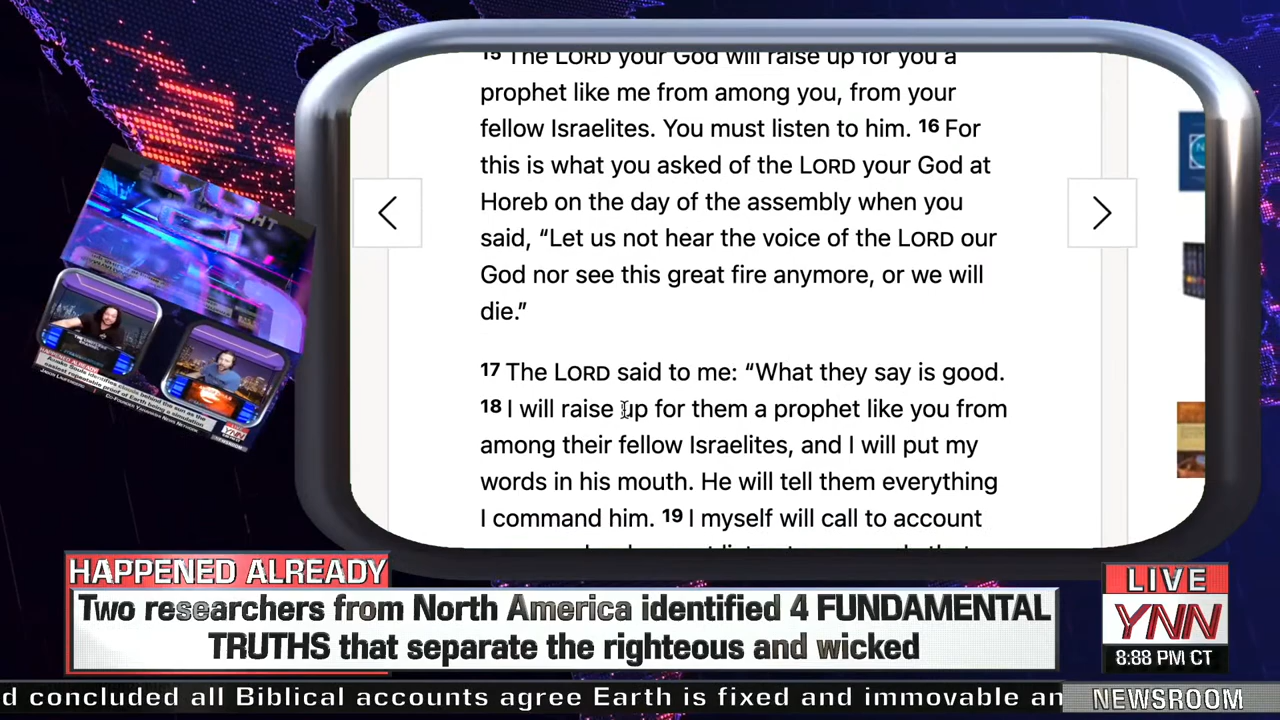 15 The LORD your God will raise up for you a
prophet like me from among you, from your
fellow Israelites. You must listen to him. 16 For
this is what you asked of the LORD your God at
Horeb on the day of the assembly when you
said, “Let us not hear the voice of the LORD our
God nor see this great fire anymore, or we will
die.”
17 The LORD said to me: “What they say is good.
18 I will raise up for them a prophet like you from
among their fellow Israelites, and I will put my
words in his mouth. He will tell them everything
I command him. 19 I myself will call to account
HAPPENED ALREADY
Two researchers from North America identified 4 FUNDAMENTAL
TRUTHS that separate the righteous and wicked
LIVE
YNN
8:88 PM CT
d concluded all Biblical accounts agree Earth is fixed and immovable an
NEWSROOM